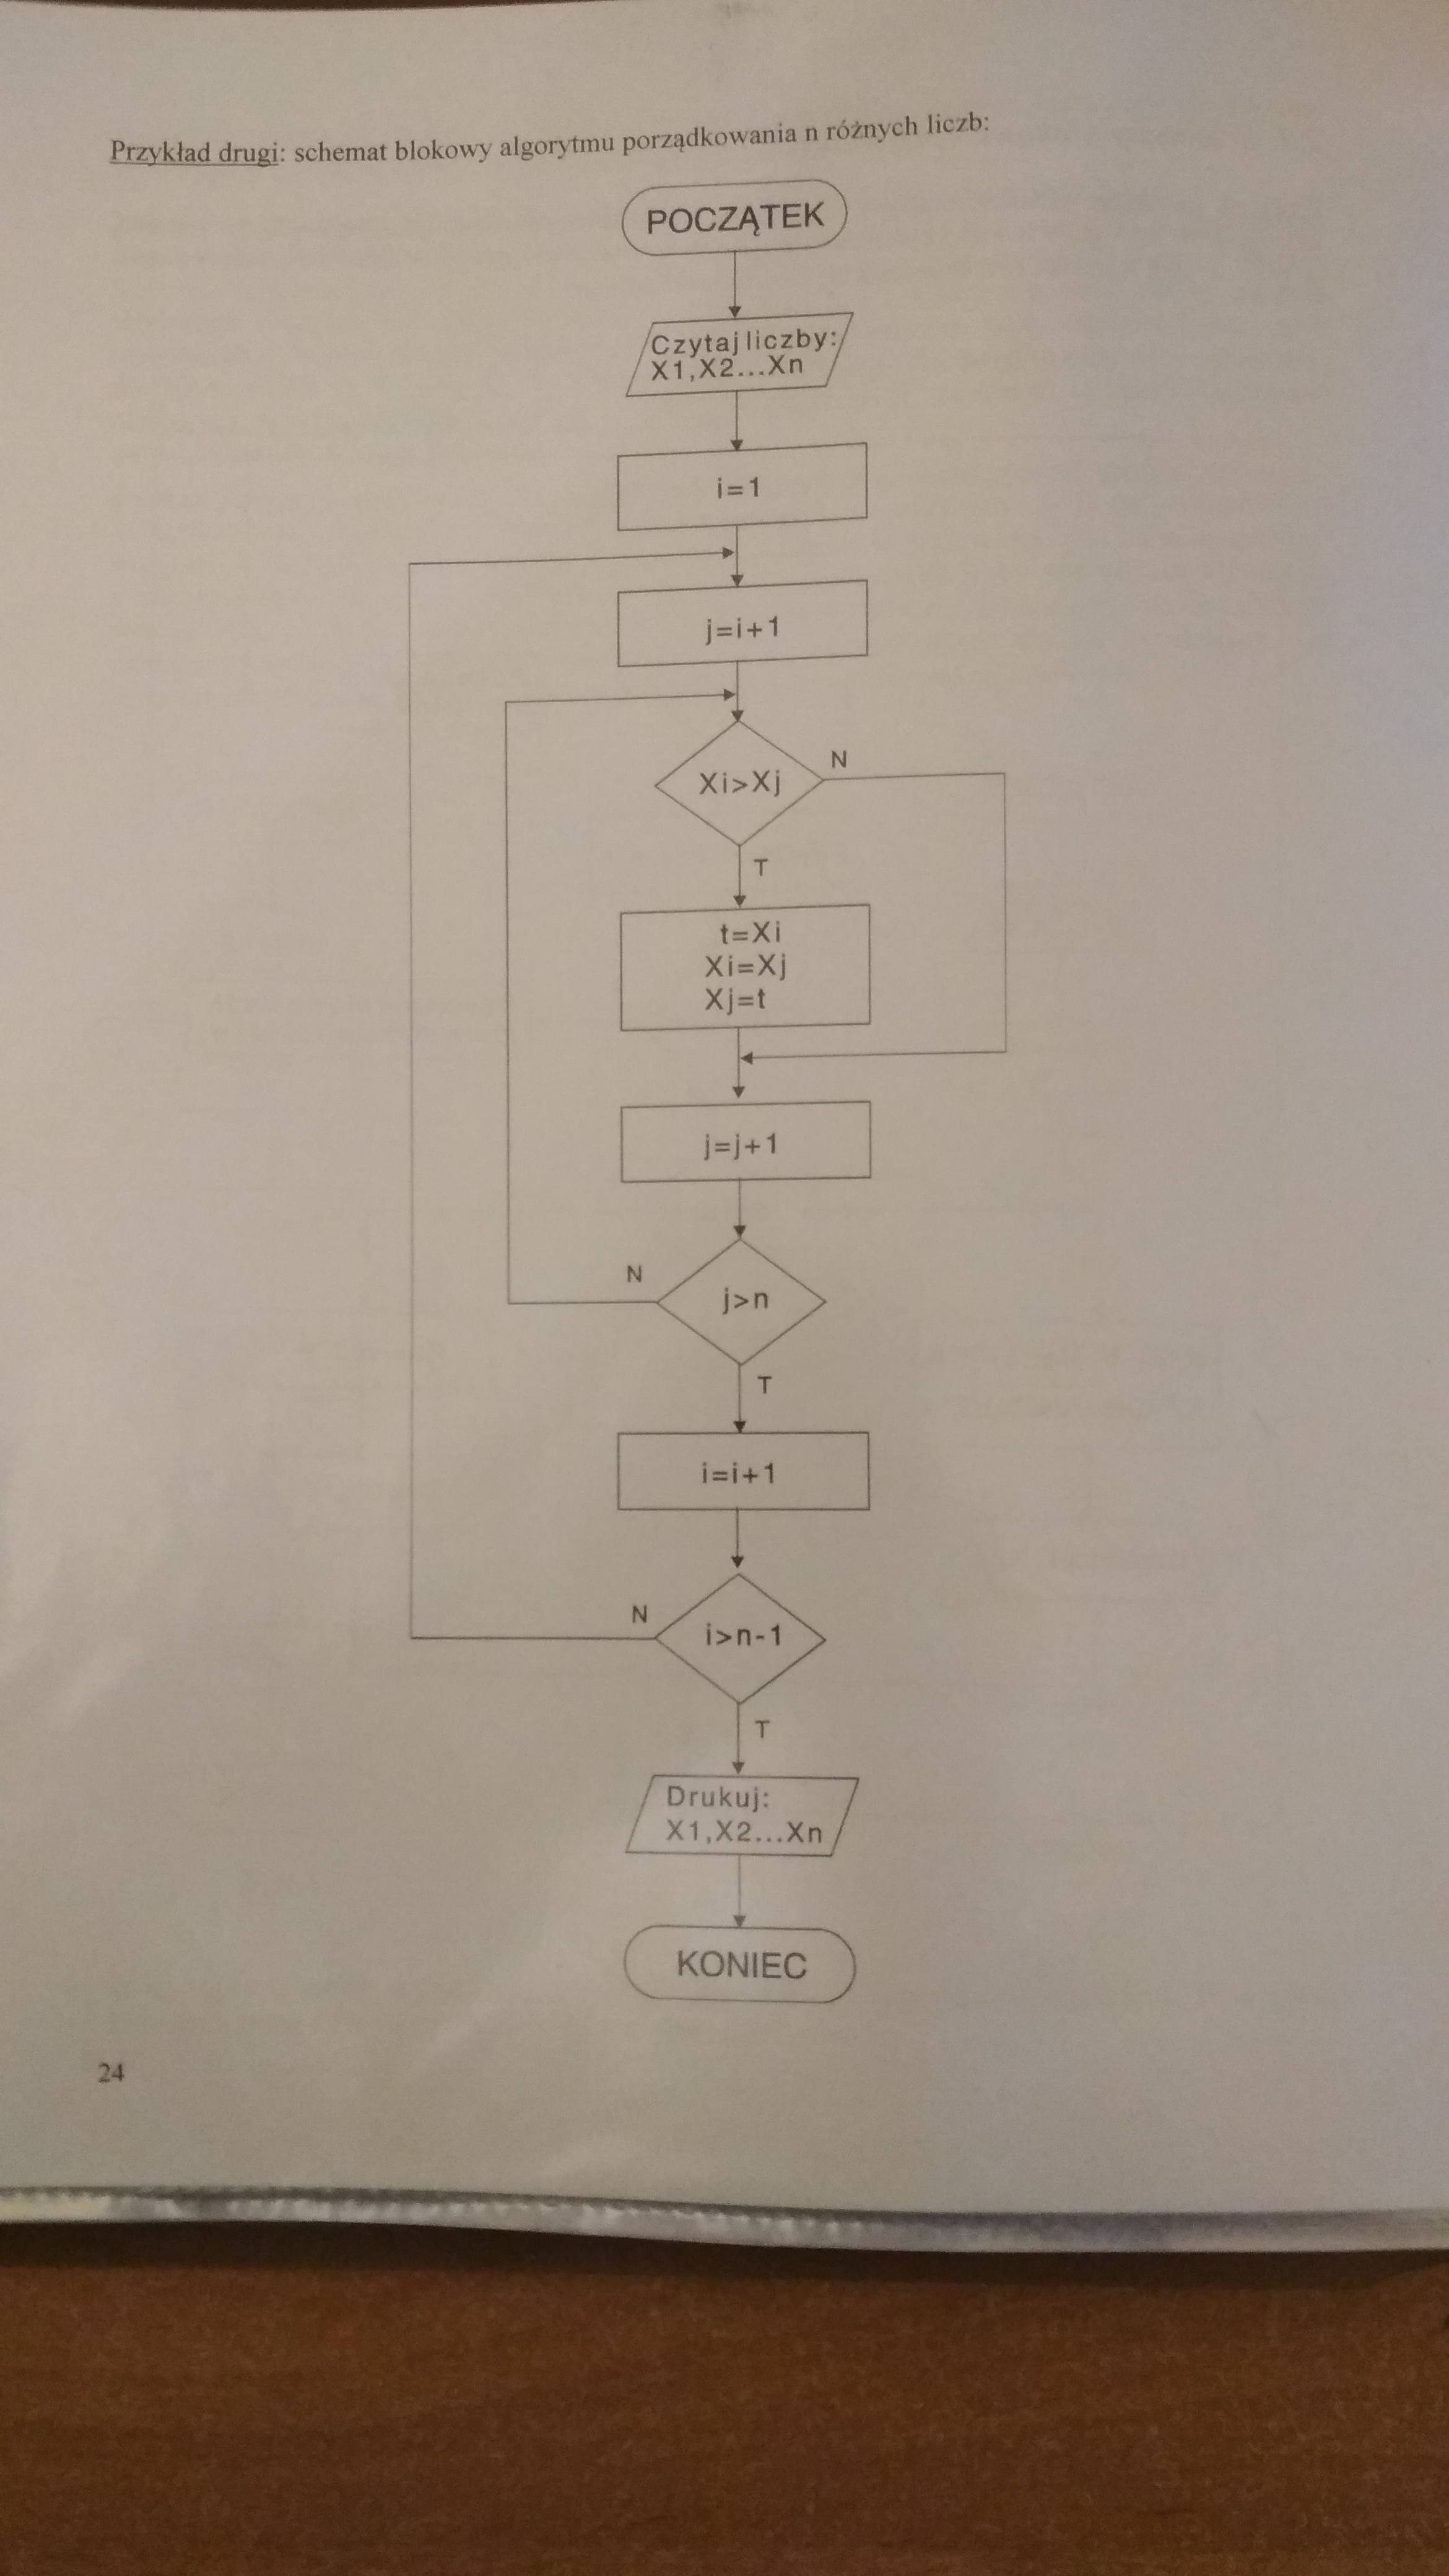 Przykład drugi: schemat blokowy algorytmu porządkowania n różnych liczb:
POCZĄTEK
Czytaj liczby:
X1,X2...Xn
i=1
j=i+1
Xi>Xj
N
T
t=Xi
Xi=Xj
Xj=t
j=j+1
N
j>n
T
i=i+1
N
i>n-1
T
Drukuj:
X1,X2...Xn
KONIEC
24